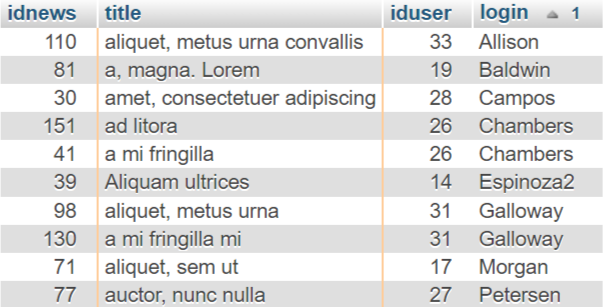 idnews title iduser login 1
110 aliquet, metus urna convallis 33 Allison
81 a, magna. Lorem 19 Baldwin
30 amet, consectetuer adipiscing 28 Campos
151 ad litora 26 Chambers
41 a mi fringilla 26 Chambers
39 Aliquam ultrices 14 Espinoza2
98 aliquet, metus urna 31 Galloway
130 a mi fringilla mi 31 Galloway
71 aliquet, sem ut 17 Morgan
77 auctor, nunc nulla 27 Petersen